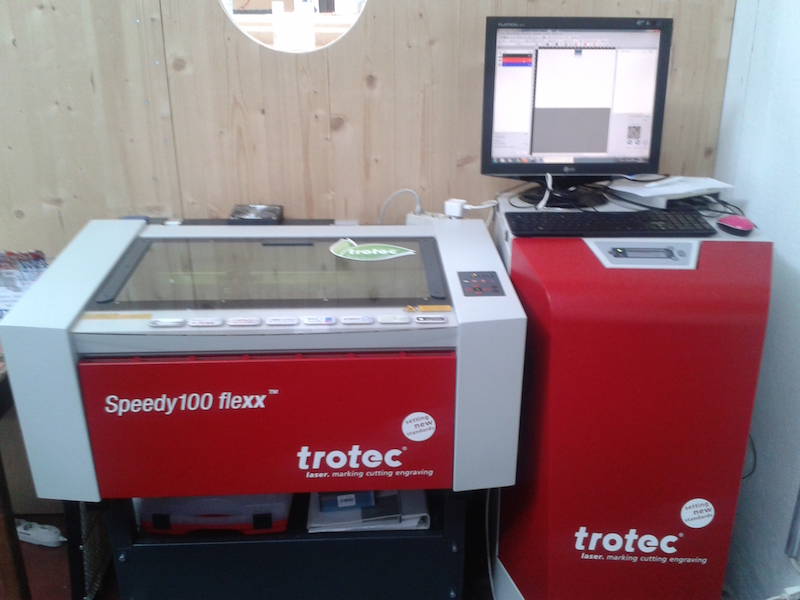 trotec
Speedy100 flexx™
setting
new
standards
trotec®
laser. marking cutting engraving
LG
setting
new
standards
trotec®
laser. marking cutting engraving